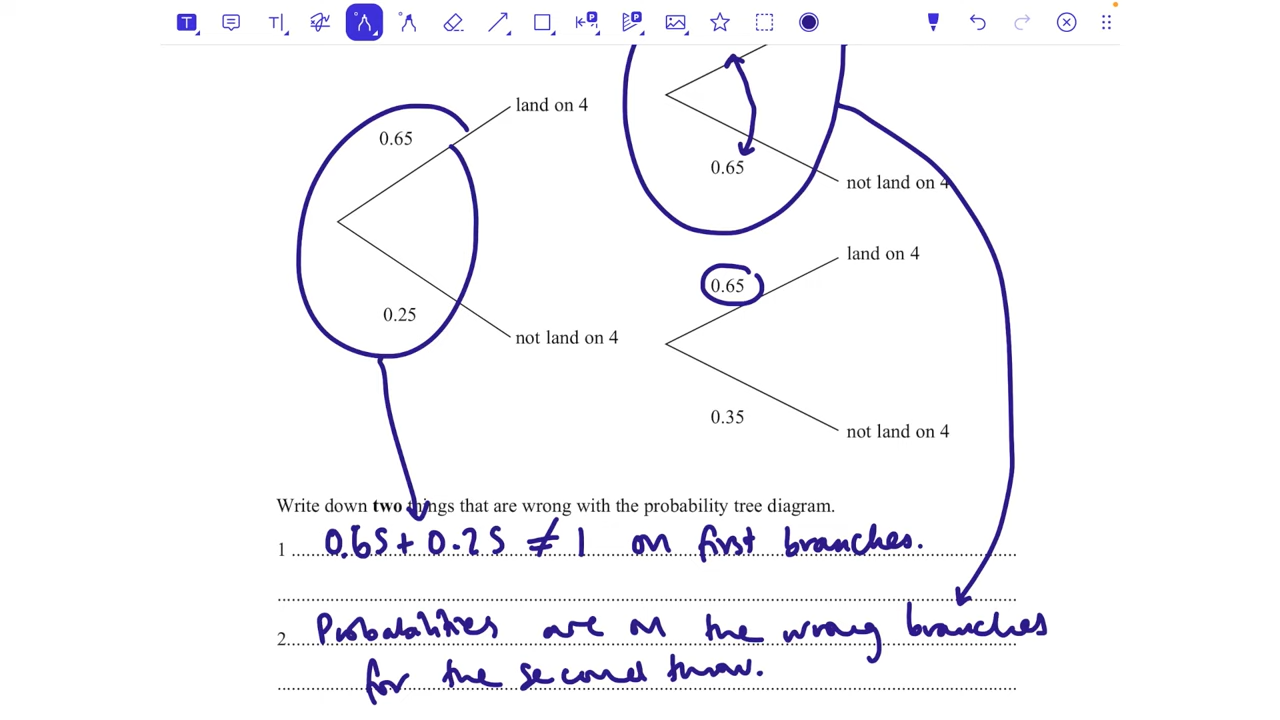 land on 4
0.65
0.65
not land on 4
land on 4
0.65
0.25
not land on 4
0.35
not land on 4
Write down two things that are wrong with the probability tree diagram.
1 0.65 + 0.25 ≠ 1 on first branches.
2. Probabalities are on the wrong branches
for the second throw.